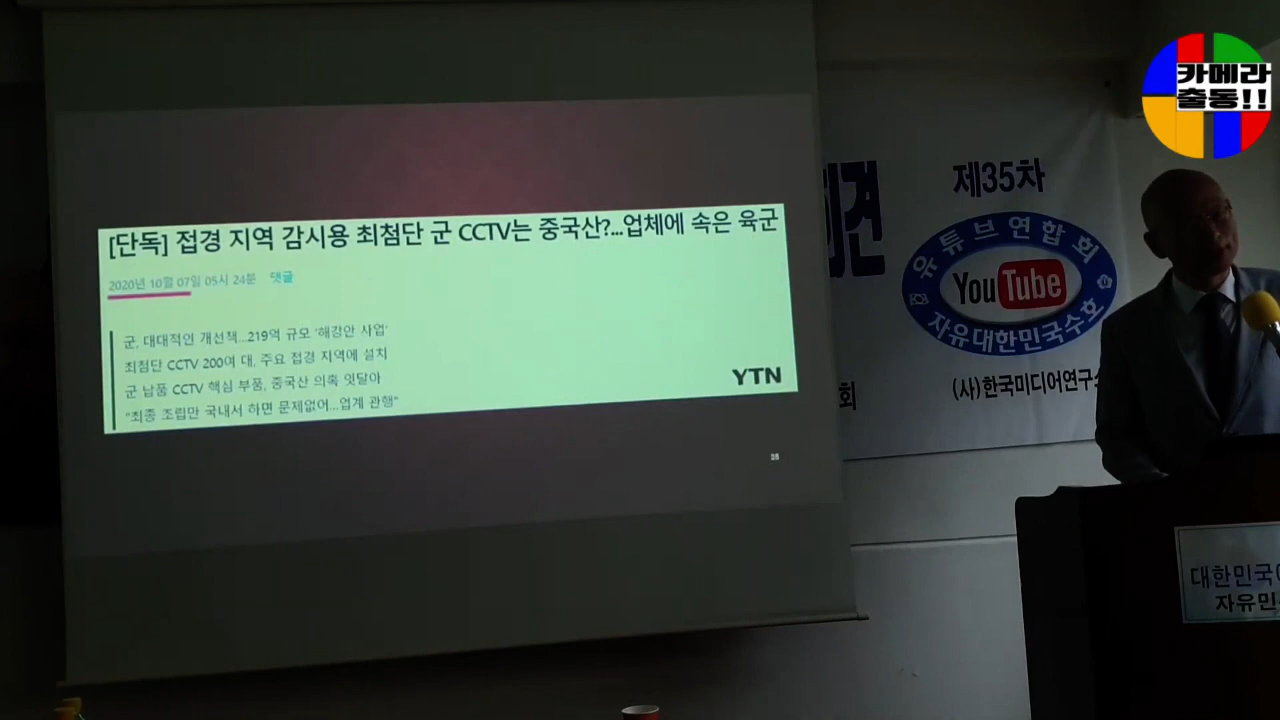 카메라
출동!!
[단독] 접경 지역 감시용 최첨단 군 CCTV는 중국산?...업체에 속은 육군
2020년 10월 07일 05시 24분 댓글
군, 대대적인 개선책...219억 규모 '해강안 사업'
최첨단 CCTV 200여 대, 주요 접경 지역에 설치
군 납품 CCTV 핵심 부품, 중국산 의혹 잇달아
"최종 조립만 국내서 하면 문제없어...업계 관행"
YTN
회견
제35차
유튜브연합회
YouTube
자유대한민국수호
회
(사)한국미디어연구소
대한민국
자유민